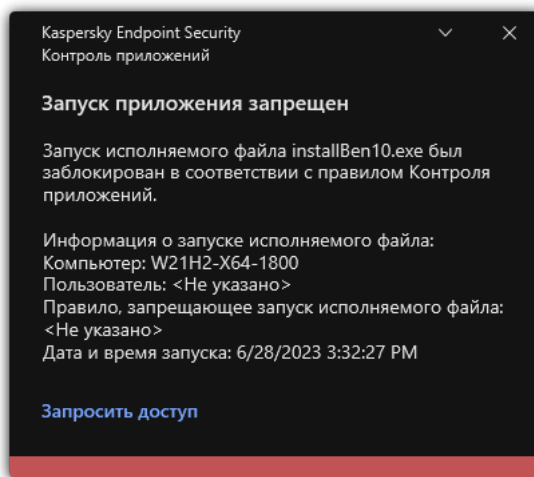 Kaspersky Endpoint Security
Контроль приложений
Запуск приложения запрещен
Запуск исполняемого файла installBen10.exe был
заблокирован в соответствии с правилом Контроля
приложений.
Информация о запуске исполняемого файла:
Компьютер: W21H2-X64-1800
Пользователь: <Не указано>
Правило, запрещающее запуск исполняемого файла:
<Не указано>
Дата и время запуска: 6/28/2023 3:32:27 PM
Запросить доступ